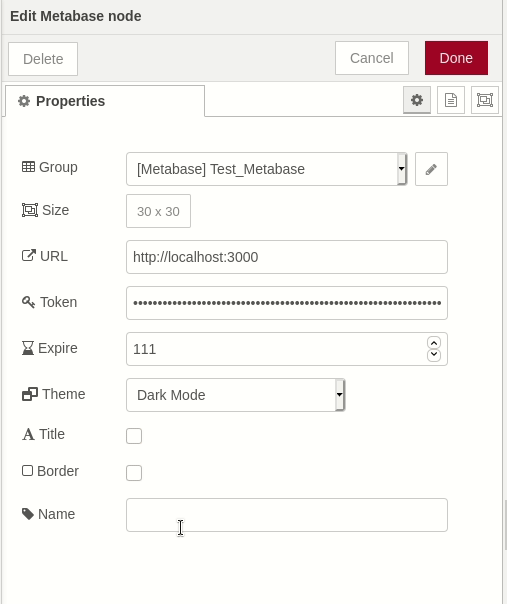 Edit Metabase node
Delete
Cancel
Done
Properties
Group
[Metabase] Test_Metabase
Size
30 x 30
URL
http://localhost:3000
Token
••••••••••••••••••••••••••••••••••••••••••••••••••••••••••••••••
Expire
111
Theme
Dark Mode
Title
Border
Name